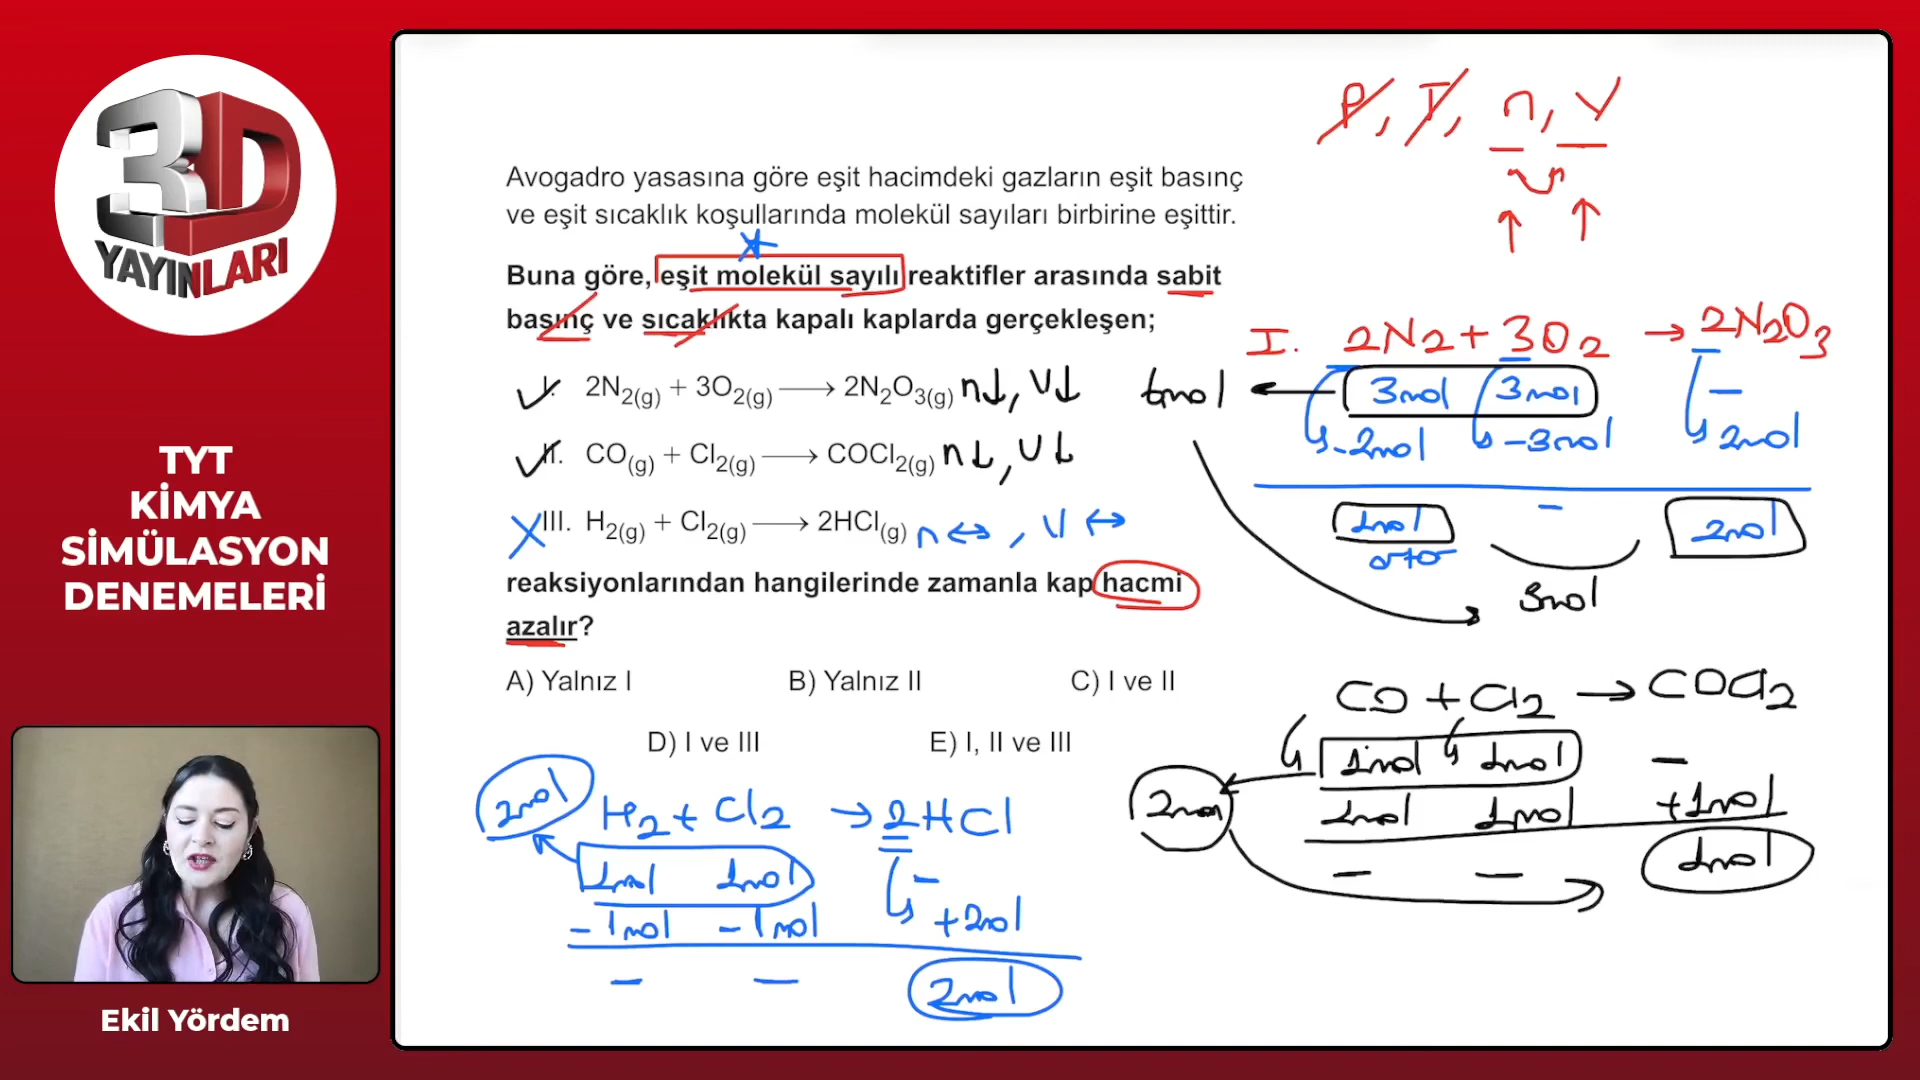 3D
YAYINLARI
TYT
KİMYA
SİMÜLASYON
DENEMELERİ
Ekil Yördem
Avogadro yasasına göre eşit hacimdeki gazların eşit basınç
ve eşit sıcaklık koşullarında molekül sayıları birbirine eşittir.
Buna göre, eşit molekül sayılı reaktifler arasında sabit
basınç ve sıcaklıkta kapalı kaplarda gerçekleşen;
I. 2N2(g) + 3O2(g) → 2N2O3(g) n↓, V↓
II. CO(g) + Cl2(g) → COCl2(g) n↓, V↓
III. H2(g) + Cl2(g) → 2HCl(g) n↔, V↔
reaksiyonlarından hangilerinde zamanla kap hacmi
azalır?
A) Yalnız I B) Yalnız II C) I ve II
D) I ve III E) I, II ve III
P, T, n, V
I. 2N2 + 3O2 → 2N2O3
6mol ← 3mol 3mol –
-2mol -3mol 2mol
1mol – 2mol
artar
3mol
CO + Cl2 → COCl2
1mol 1mol –
2mol 1mol 1mol +1mol
– – 1mol
2mol H2 + Cl2 → 2HCl
1mol 1mol –
-1mol -1mol +2mol
– – 2mol